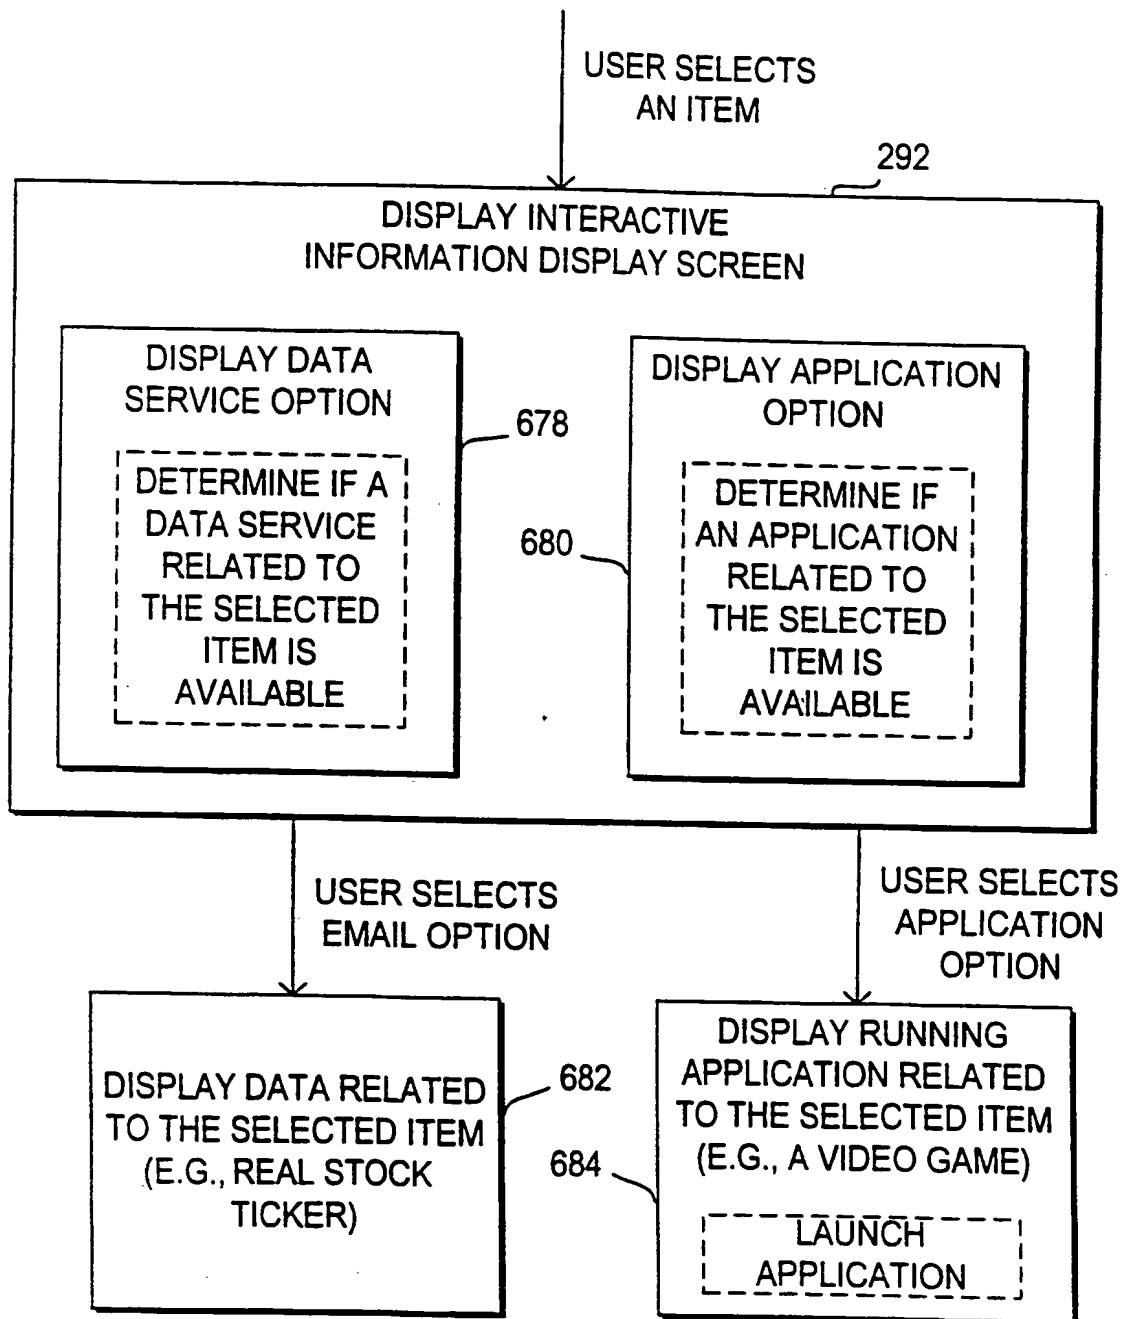 USER SELECTS
AN ITEM
292
DISPLAY INTERACTIVE
INFORMATION DISPLAY SCREEN
DISPLAY DATA
SERVICE OPTION
678
DETERMINE IF A
DATA SERVICE
RELATED TO
THE SELECTED
ITEM IS
AVAILABLE
DISPLAY APPLICATION
OPTION
680
DETERMINE IF
AN APPLICATION
RELATED TO
THE SELECTED
ITEM IS
AVAILABLE
USER SELECTS
EMAIL OPTION
USER SELECTS
APPLICATION
OPTION
DISPLAY DATA RELATED
TO THE SELECTED ITEM
(E.G., REAL STOCK
TICKER)
682
DISPLAY RUNNING
APPLICATION RELATED
TO THE SELECTED ITEM
(E.G., A VIDEO GAME)
684
LAUNCH
APPLICATION